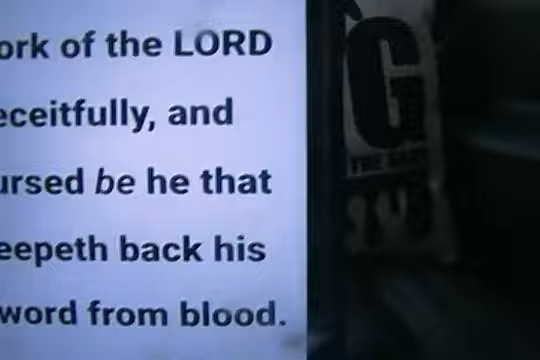 ork of the LORD
eceitfully, and
ursed be he that
eepeth back his
word from blood.
G